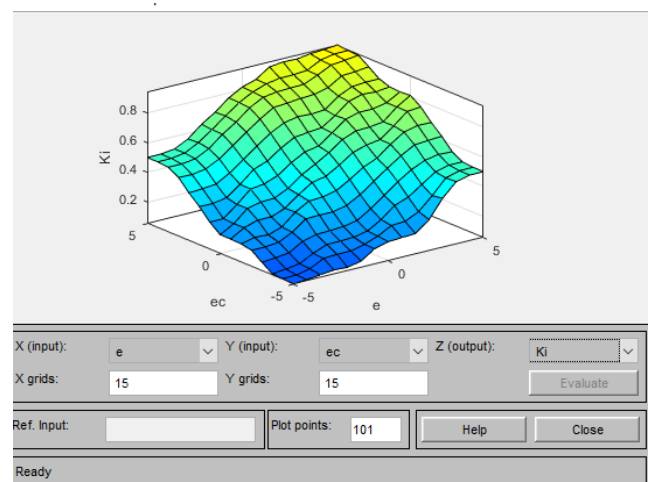 0.8
0.6
Ki
0.4
0.2
5
5
0
0
ec
-5
-5
e
X (input):
e
Y (input):
ec
Z (output):
Ki
X grids:
15
Y grids:
15
Evaluate
Ref. Input:
Plot points:
101
Help
Close
Ready